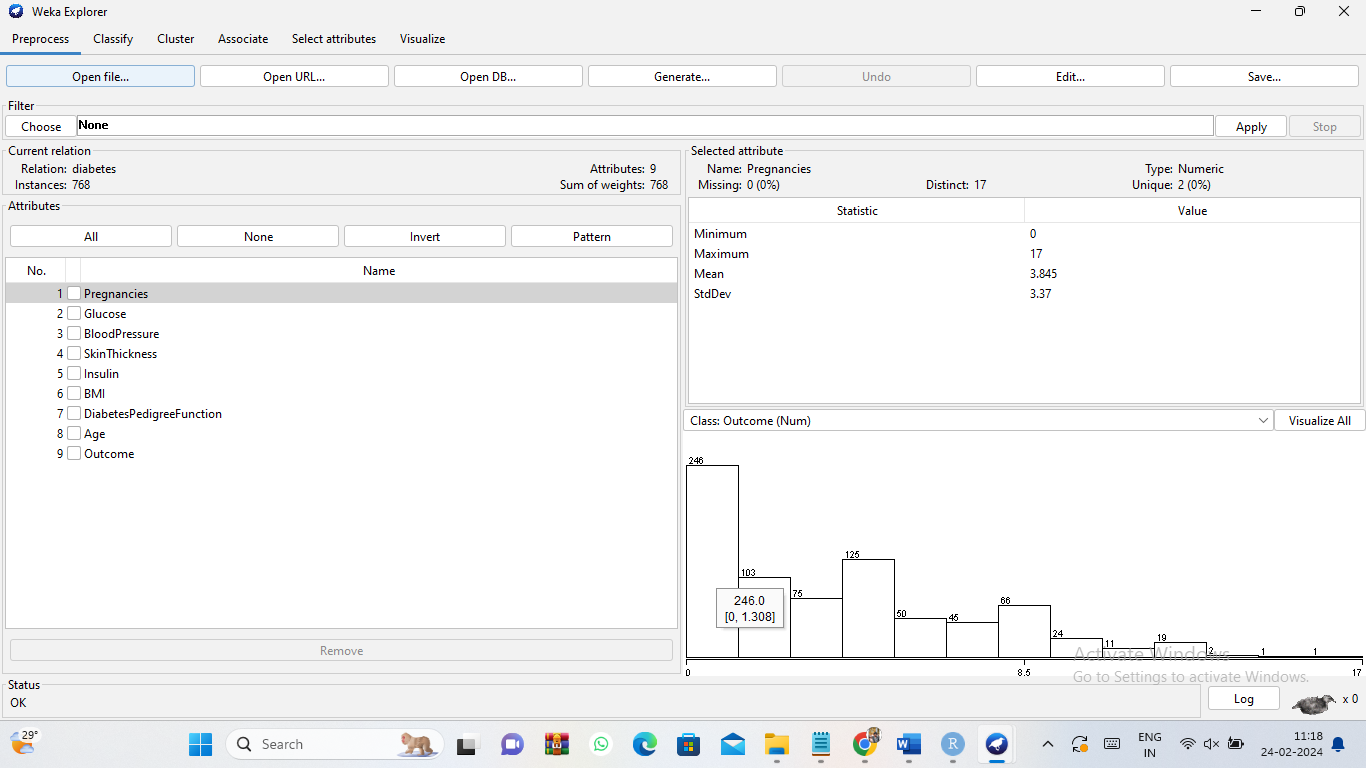 Weka Explorer
Preprocess Classify Cluster Associate Select attributes Visualize
Open file... Open URL... Open DB... Generate... Undo Edit... Save...
Filter
Choose None Apply Stop
Current relation
Relation: diabetes Attributes: 9
Instances: 768 Sum of weights: 768
Attributes
All None Invert Pattern
No. Name
1 Pregnancies
2 Glucose
3 BloodPressure
4 SkinThickness
5 Insulin
6 BMI
7 DiabetesPedigreeFunction
8 Age
9 Outcome
Remove
Selected attribute
Name: Pregnancies Type: Numeric
Missing: 0 (0%) Distinct: 17 Unique: 2 (0%)
Statistic Value
Minimum 0
Maximum 17
Mean 3.845
StdDev 3.37
Class: Outcome (Num) Visualize All
246
103
75
125
50
45
66
24
11
19
2
1
1
246.0
[0, 1.308]
0 8.5 17
Activate Windows
Go to Settings to activate Windows.
Status
OK
Log x 0
29°
Search
W
R
ENG
IN
11:18
24-02-2024